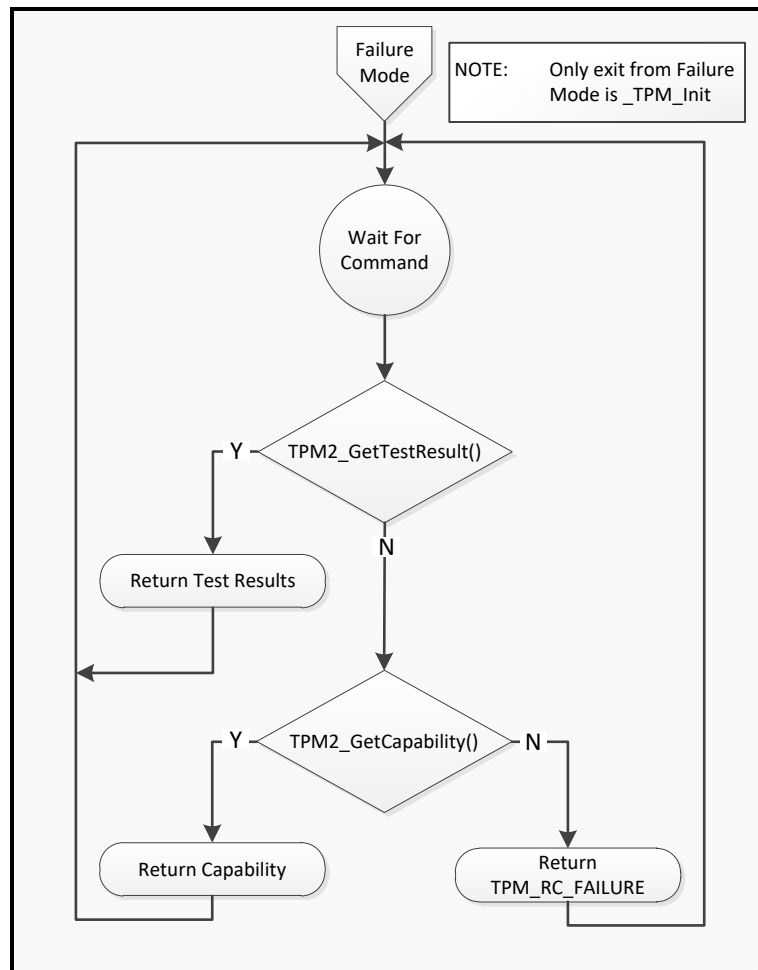 Failure
Mode
NOTE: Only exit from Failure
Mode is _TPM_Init
Wait For
Command
TPM2_GetTestResult()
Y
N
Return Test Results
TPM2_GetCapability()
Y
N
Return Capability
Return
TPM_RC_FAILURE